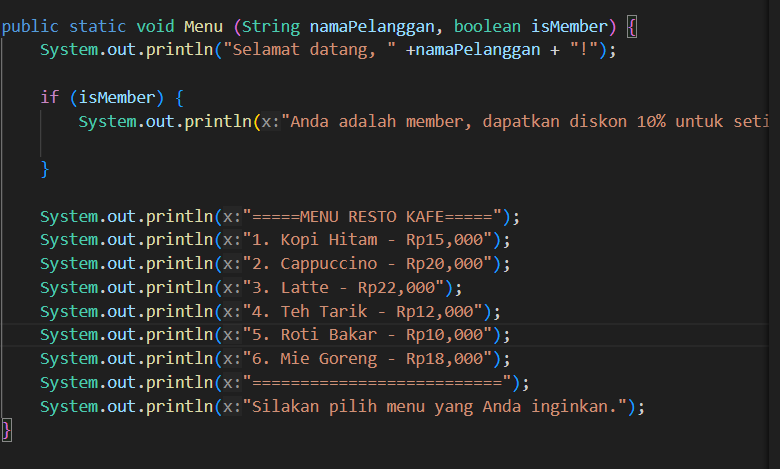 public static void Menu (String namaPelanggan, boolean isMember) {
System.out.println("Selamat datang, " +namaPelanggan + "!");
if (isMember) {
System.out.println(x:"Anda adalah member, dapatkan diskon 10% untuk
}
System.out.println(x:"=====MENU RESTO KAFE=====");
System.out.println(x:"1. Kopi Hitam - Rp15,000");
System.out.println(x:"2. Cappuccino - Rp20,000");
System.out.println(x:"3. Latte - Rp22,000");
System.out.println(x:"4. Teh Tarik - Rp12,000");
System.out.println(x:"5. Roti Bakar - Rp10,000");
System.out.println(x:"6. Mie Goreng - Rp18,000");
System.out.println(x:"==========================");
System.out.println(x:"Silakan pilih menu yang Anda inginkan.");
}